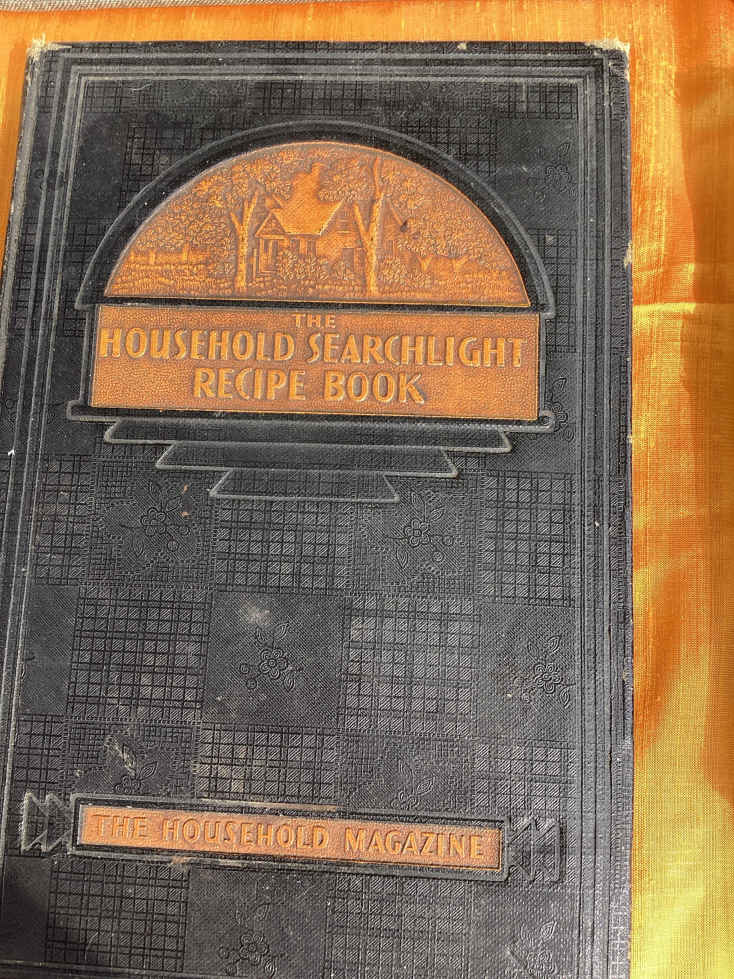 THE
HOUSEHOLD SEARCHLIGHT
RECIPE BOOK
THE HOUSEHOLD MAGAZINE